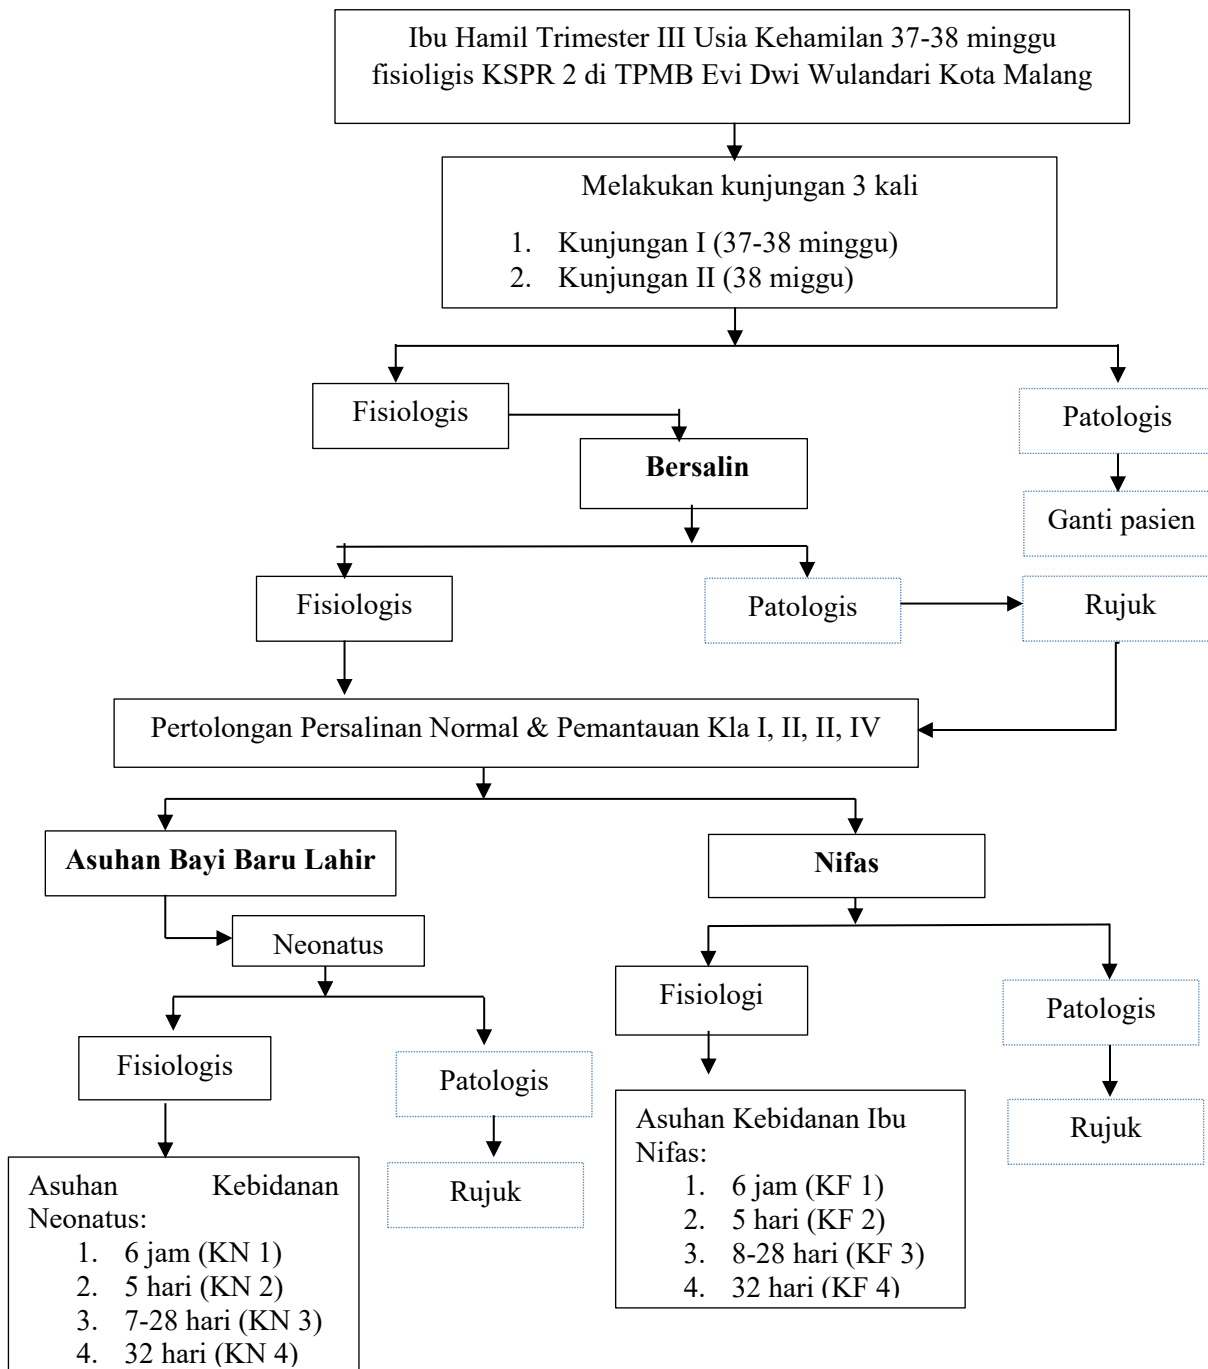 Ibu Hamil Trimester III Usia Kehamilan 37-38 minggu
fisioligis KSPR 2 di TPMB Evi Dwi Wulandari Kota Malang
Melakukan kunjungan 3 kali
1. Kunjungan I (37-38 minggu)
2. Kunjungan II (38 miggu)
Fisiologis
Patologis
Bersalin
Ganti pasien
Fisiologis
Patologis
Rujuk
Pertolongan Persalinan Normal & Pemantauan Kla I, II, II, IV
Asuhan Bayi Baru Lahir
Nifas
Neonatus
Fisiologi
Patologis
Fisiologis
Patologis
Rujuk
Rujuk
Asuhan Kebidanan Ibu
Nifas:
1. 6 jam (KF 1)
2. 5 hari (KF 2)
3. 8-28 hari (KF 3)
4. 32 hari (KF 4)
Asuhan Kebidanan
Neonatus:
1. 6 jam (KN 1)
2. 5 hari (KN 2)
3. 7-28 hari (KN 3)
4. 32 hari (KN 4)